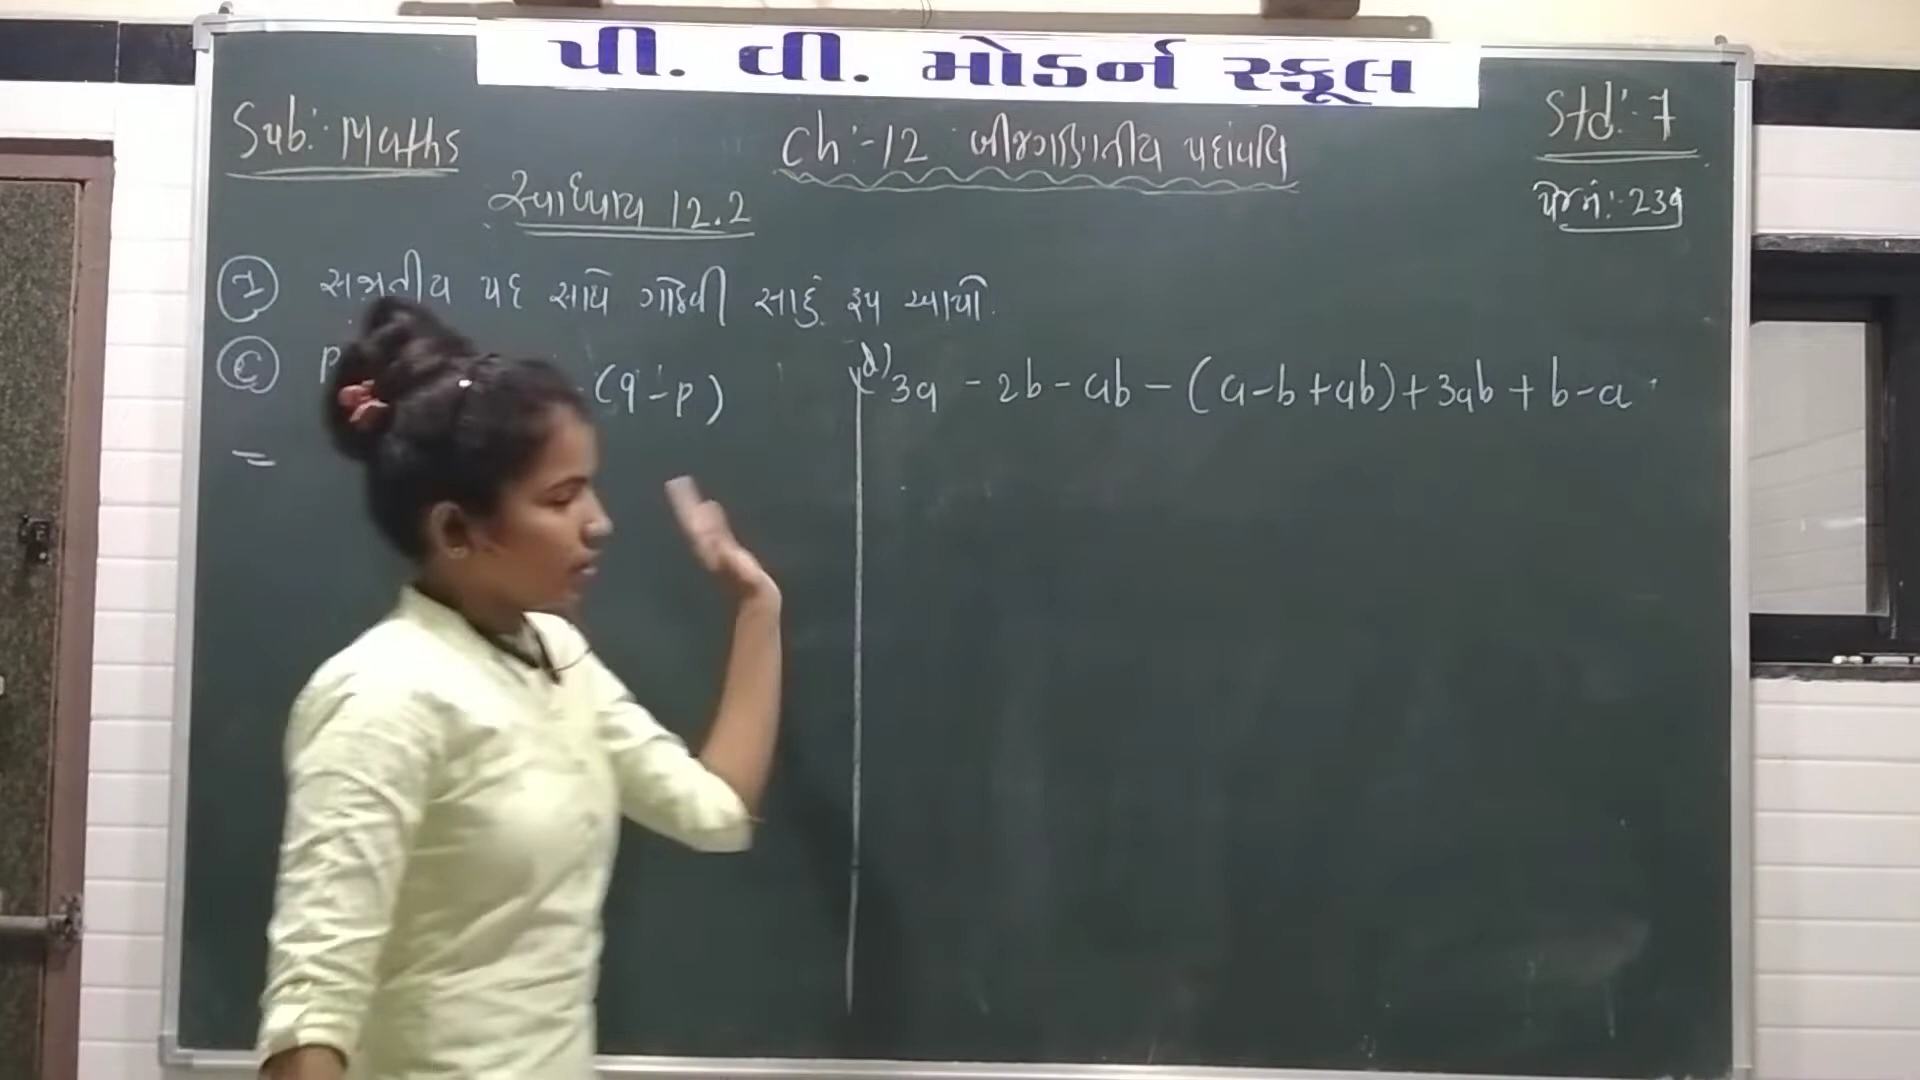 પી. વી. મોડર્ન સ્કૂલ
Sub:- Maths
Ch:-12 બીજગણિતીય પદાવલિ
Std:-7
સ્વાધ્યાય 12.2
પેજ નં:-239
① સજાતીય પદ સાથે ગોઠવી સાદું રૂપ આપો.
(c) p (q-p)
=
d) 3a - 2b - ab - (a-b+ab) + 3ab + b-a